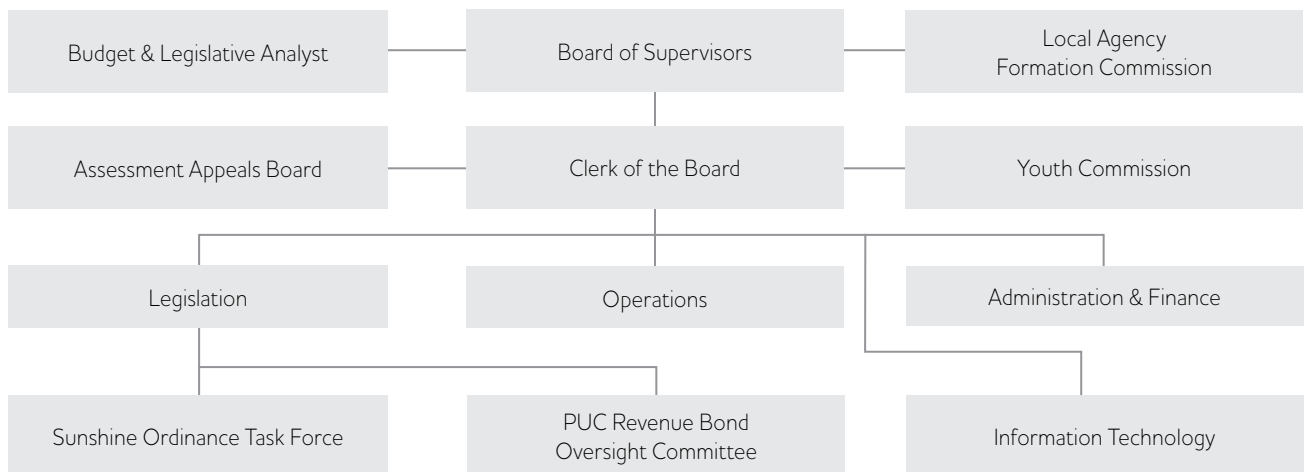 Budget & Legislative Analyst
Board of Supervisors
Local Agency
Formation Commission
Assessment Appeals Board
Clerk of the Board
Youth Commission
Legislation
Operations
Administration & Finance
Sunshine Ordinance Task Force
PUC Revenue Bond
Oversight Committee
Information Technology